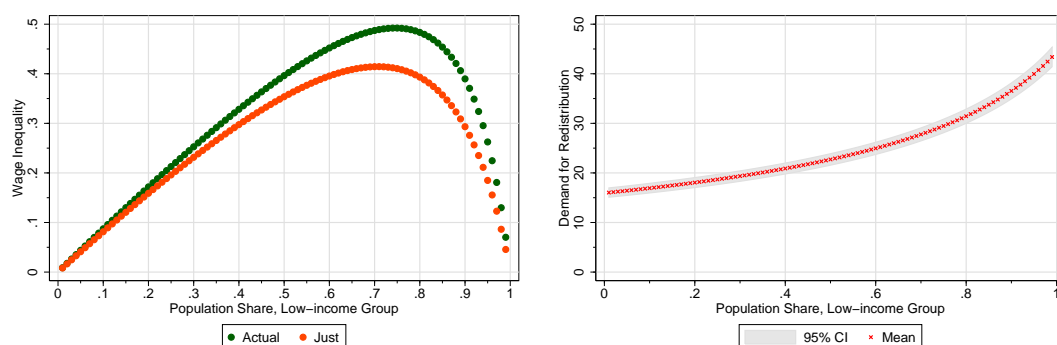 Wage Inequality
.5
.4
.3
.2
.1
0
0 .1 .2 .3 .4 .5 .6 .7 .8 .9 1
Population Share, Low−income Group
Actual Just
Demand for Redistribution
50
40
30
20
10
0
0 .2 .4 .6 .8 1
Population Share, Low−income Group
95% CI Mean